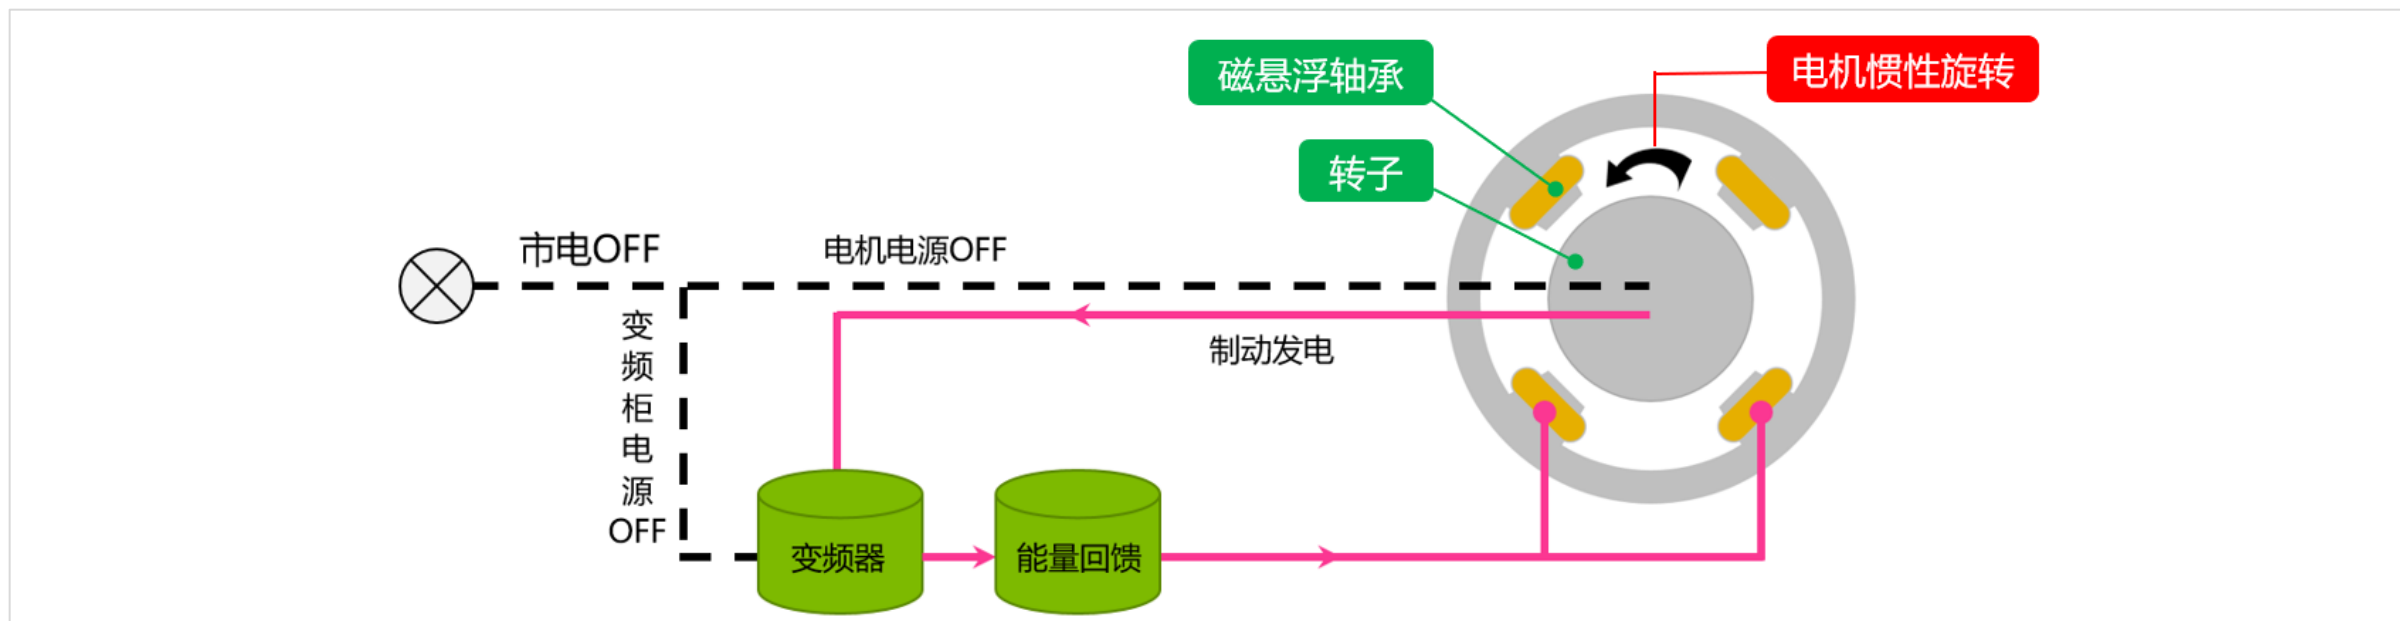 磁悬浮轴承
电机惯性旋转
转子
市电OFF
电机电源OFF
变
频
柜
电
源
OFF
制动发电
变频器
能量回馈